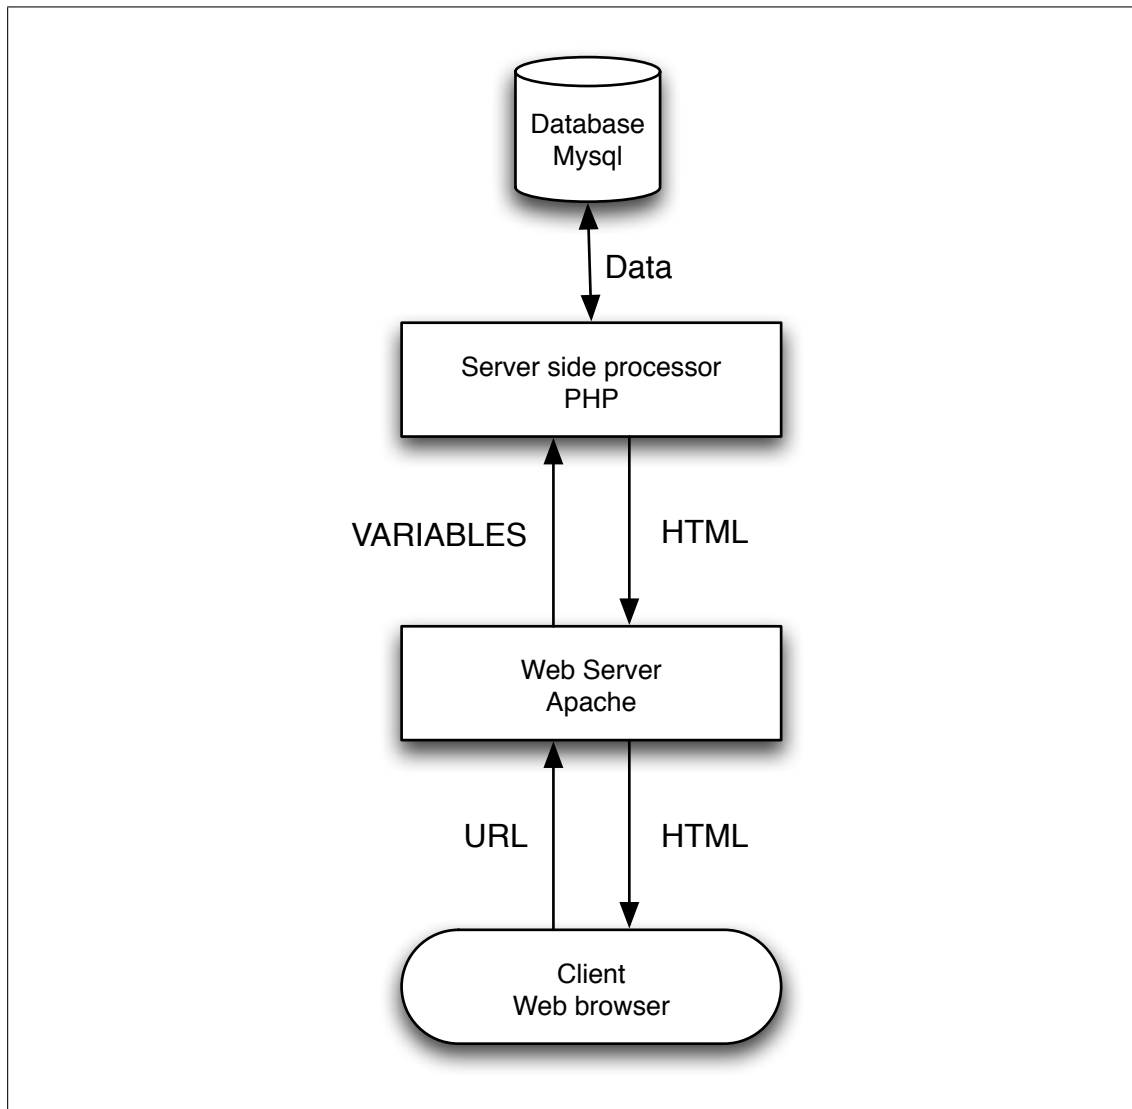 Database
Mysql
Data
Server side processor
PHP
VARIABLES
HTML
Web Server
Apache
URL
HTML
Client
Web browser